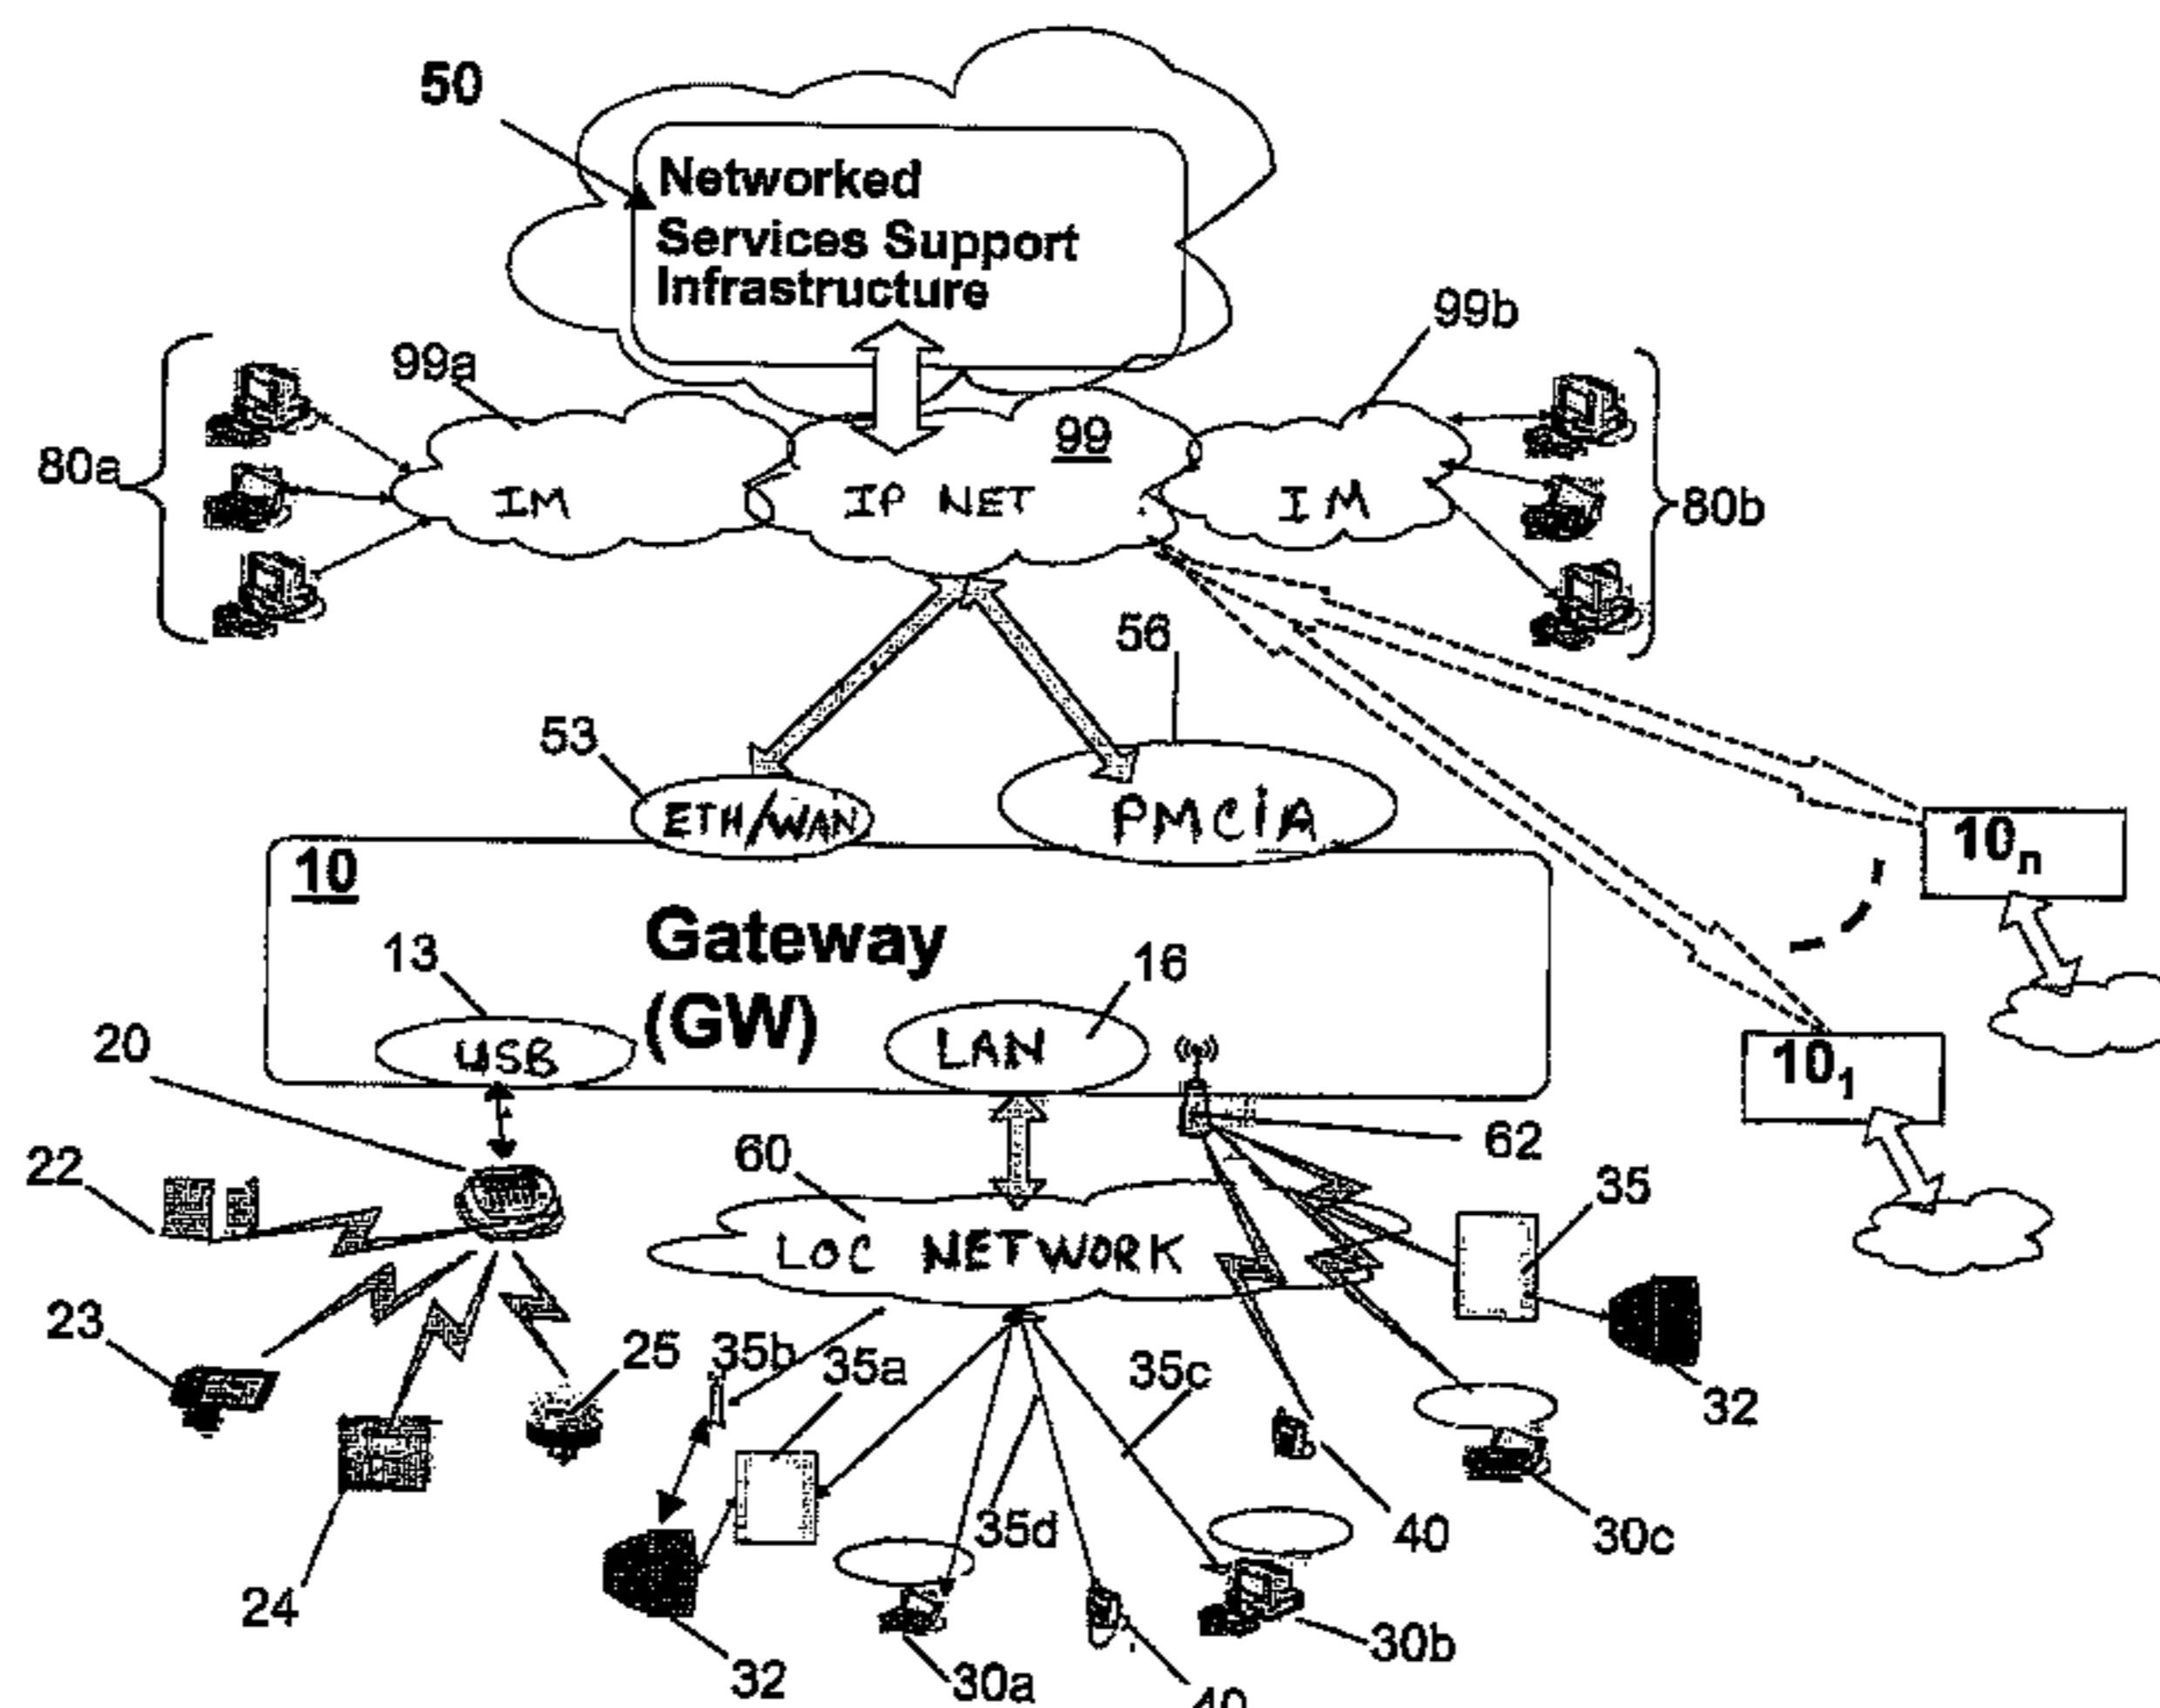 50
Networked
Services Support
Infrastructure
99a
99b
99
80a
IM
IP NET
IM
80b
56
53
ETH/WAN
PMCIA
10
10n
Gateway
(GW)
13
16
USB
LAN
101
20
62
22
60
35
LOC NETWORK
23
25
35b
35a
35c
32
24
35d
40
30c
32
30a
30b
40